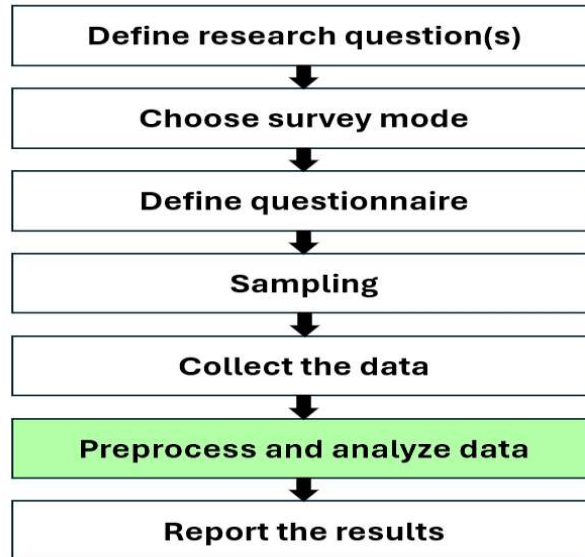 Define research question(s)
Choose survey mode
Define questionnaire
Sampling
Collect the data
Preprocess and analyze data
Report the results